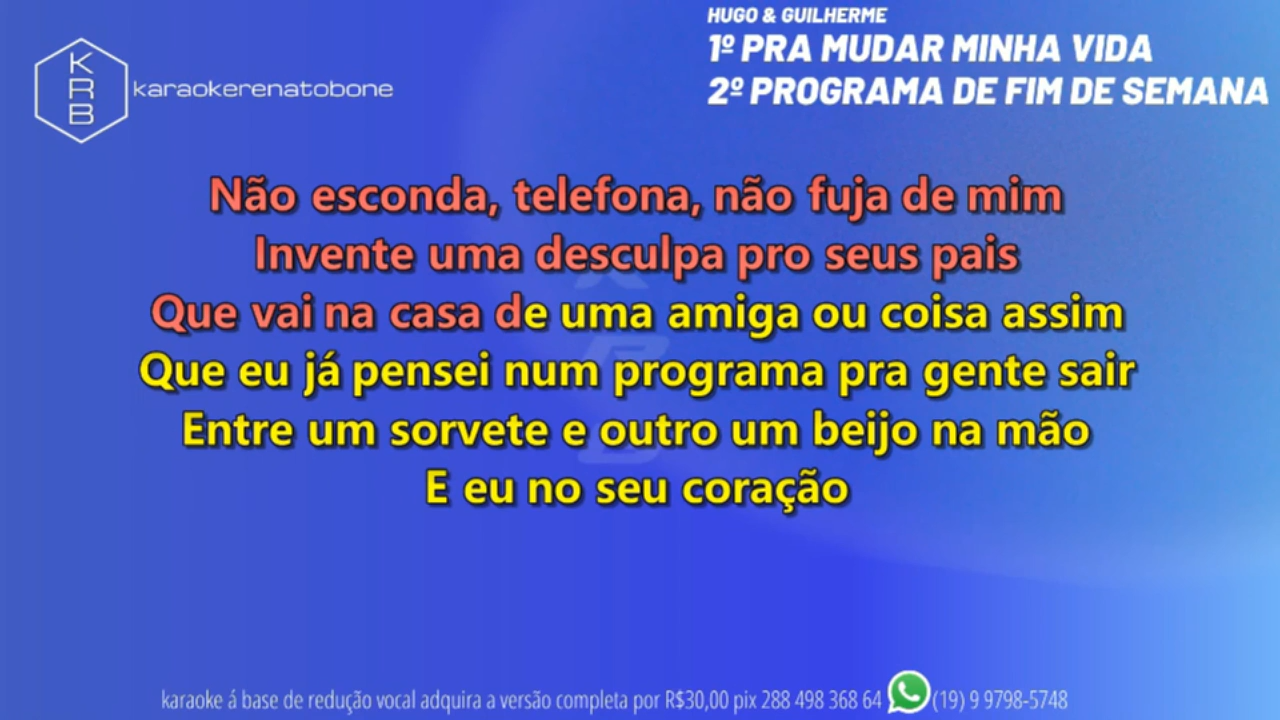 HUGO & GUILHERME
1º PRA MUDAR MINHA VIDA
2º PROGRAMA DE FIM DE SEMANA
KRB
karaokerenatobone
Não esconda, telefona, não fuja de mim
Invente uma desculpa pro seus pais
Que vai na casa de uma amiga ou coisa assim
Que eu já pensei num programa pra gente sair
Entre um sorvete e outro um beijo na mão
E eu no seu coração
karaoke á base de redução vocal adquira a versão completa por R$30,00 pix 288 498 368 64 (19) 9 9798-5748